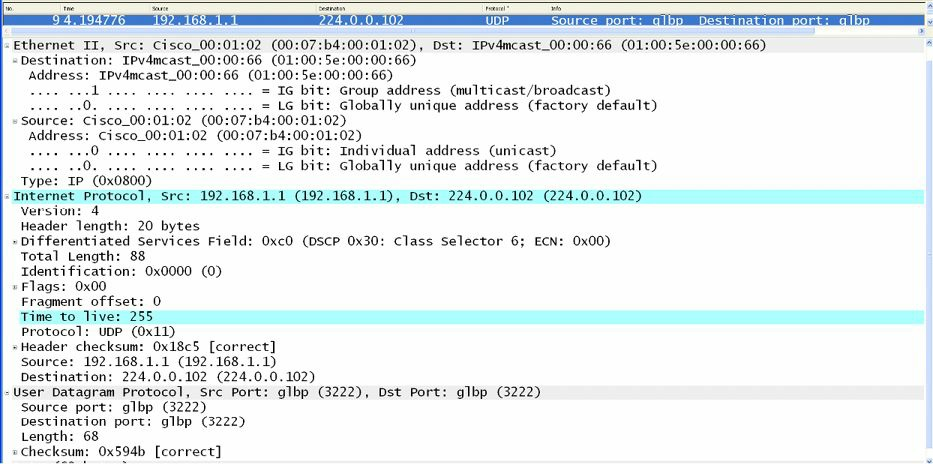 No. Time Source Destination Protocol Info
9 4.194776 192.168.1.1 224.0.0.102 UDP Source port: glbp Destination port: glbp
Ethernet II, Src: Cisco_00:01:02 (00:07:b4:00:01:02), Dst: IPv4mcast_00:00:66 (01:00:5e:00:00:66)
Destination: IPv4mcast_00:00:66 (01:00:5e:00:00:66)
Address: IPv4mcast_00:00:66 (01:00:5e:00:00:66)
.... ...1 .... .... .... .... = IG bit: Group address (multicast/broadcast)
.... ..0. .... .... .... .... = LG bit: Globally unique address (factory default)
Source: Cisco_00:01:02 (00:07:b4:00:01:02)
Address: Cisco_00:01:02 (00:07:b4:00:01:02)
.... ...0 .... .... .... .... = IG bit: Individual address (unicast)
.... ..0. .... .... .... .... = LG bit: Globally unique address (factory default)
Type: IP (0x0800)
Internet Protocol, Src: 192.168.1.1 (192.168.1.1), Dst: 224.0.0.102 (224.0.0.102)
Version: 4
Header length: 20 bytes
Differentiated Services Field: 0xc0 (DSCP 0x30: Class Selector 6; ECN: 0x00)
Total Length: 88
Identification: 0x0000 (0)
Flags: 0x00
Fragment offset: 0
Time to live: 255
Protocol: UDP (0x11)
Header checksum: 0x18c5 [correct]
Source: 192.168.1.1 (192.168.1.1)
Destination: 224.0.0.102 (224.0.0.102)
User Datagram Protocol, Src Port: glbp (3222), Dst Port: glbp (3222)
Source port: glbp (3222)
Destination port: glbp (3222)
Length: 68
Checksum: 0x594b [correct]